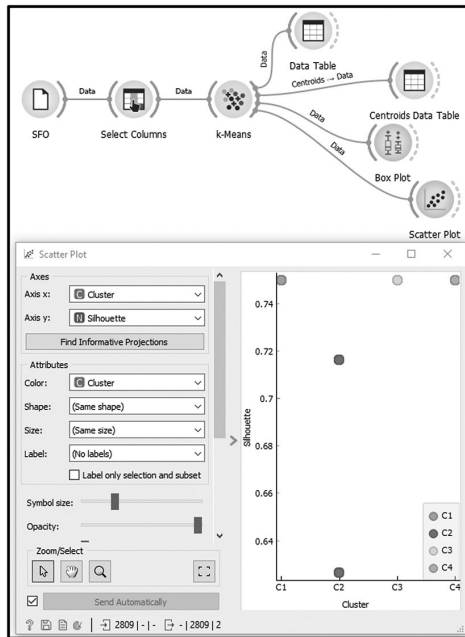 Data
Data Table
Data
Data
Centroids → Data
SFO
Select Columns
k-Means
Centroids Data Table
Data
Data
Box Plot
Scatter Plot
Scatter Plot
Axes
Axis x:
C Cluster
Axis y:
N Silhouette
Find Informative Projections
Attributes
Color:
C Cluster
Shape:
(Same shape)
Size:
(Same size)
Label:
(No labels)
Label only selection and subset
Symbol size:
Opacity:
Zoom/Select
Send Automatically
2809 | - | -
- | 2809 | 2
0.74
0.72
0.7
0.68
0.66
0.64
Silhouette
C1
C2
C3
C4
C1
C2
C3
C4
Cluster